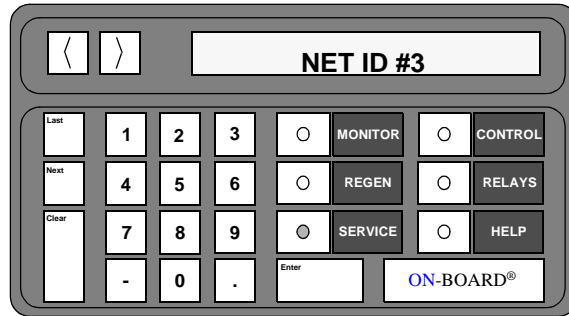 〈 〉 NET ID #3
Last 1 2 3 MONITOR CONTROL
Next 4 5 6 REGEN RELAYS
Clear 7 8 9 SERVICE HELP
- 0 . Enter ON-BOARD®